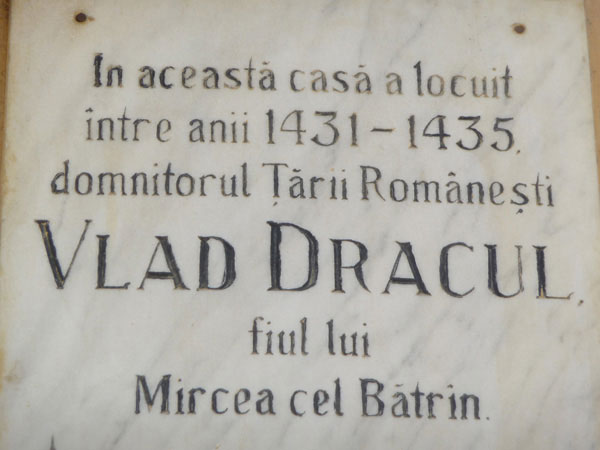 In această casă a locuit
între anii 1431-1435,
domnitorul Țării Românești
VLAD DRACUL,
fiul lui
Mircea cel Bătrîn.